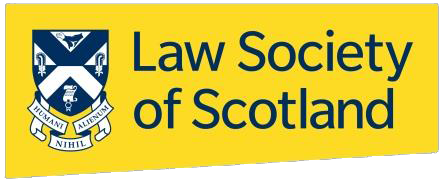 Law Society
of Scotland
HUMANI
NIHIL
ALIENUM